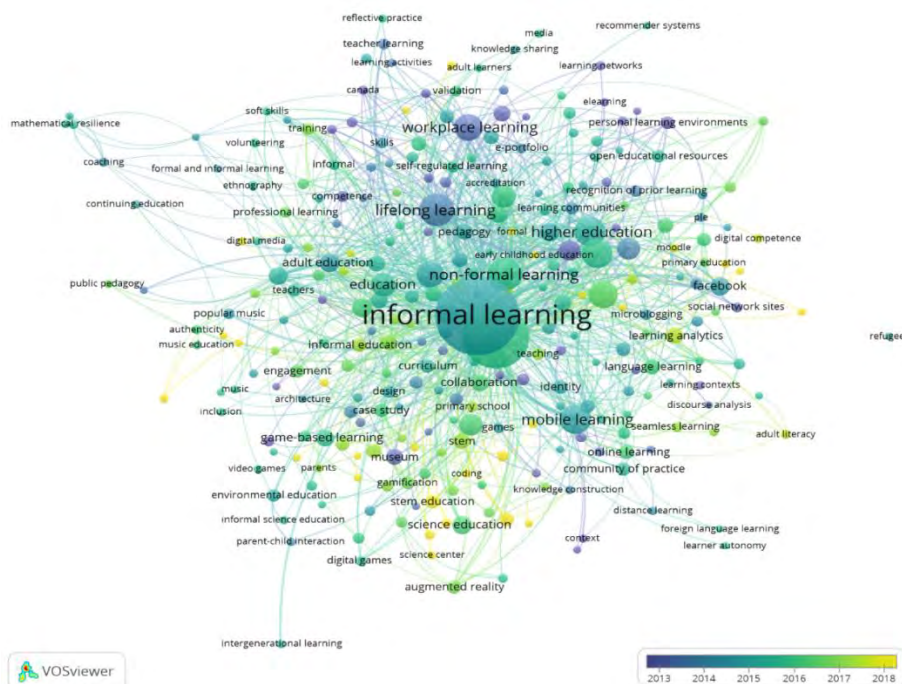 reflective practice
recommender systems
media
teacher learning
knowledge sharing
learning activities
adult learners
learning networks
canada
validation
elearning
soft skills
mathematical resilience
training
workplace learning
personal learning environments
volunteering
skills
e-portfolio
coaching
informal
self-regulated learning
open educational resources
formal and informal learning
ethnography
accreditation
continuing education
competence
recognition of prior learning
professional learning
lifelong learning
learning communities
ple
digital media
pedagogy
formal
higher education
digital competence
moodle
early childhood education
primary education
adult education
non-formal learning
public pedagogy
teachers
education
facebook
social network sites
popular music
informal learning
microblogging
authenticity
music education
informal education
learning analytics
refugee
teaching
engagement
curriculum
language learning
music
architecture
design
collaboration
identity
learning contexts
inclusion
case study
primary school
discourse analysis
game-based learning
games
mobile learning
seamless learning
adult literacy
stem
video games
parents
museum
online learning
coding
community of practice
environmental education
gamification
knowledge construction
stem education
informal science education
science education
distance learning
foreign language learning
parent-child interaction
context
learner autonomy
digital games
science center
augmented reality
intergenerational learning
VOSviewer
2013 2014 2015 2016 2017 2018